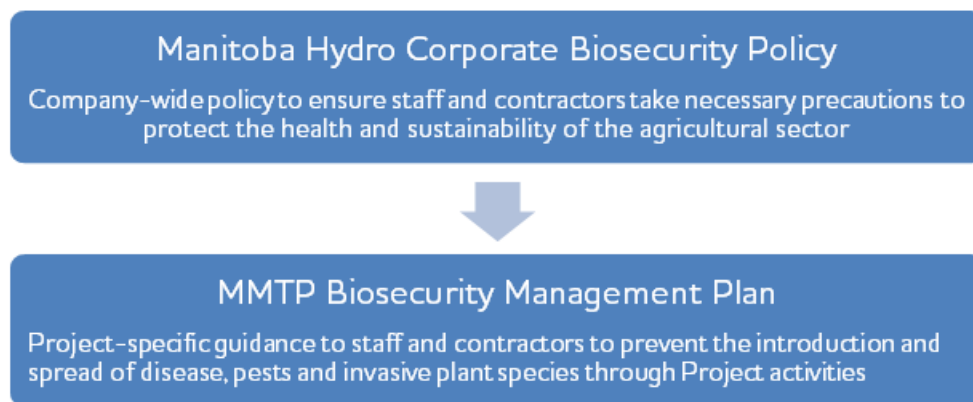 Manitoba Hydro Corporate Biosecurity Policy
Company-wide policy to ensure staff and contractors take necessary precautions to
protect the health and sustainability of the agricultural sector
MMTP Biosecurity Management Plan
Project-specific guidance to staff and contractors to prevent the introduction and
spread of disease, pests and invasive plant species through Project activities